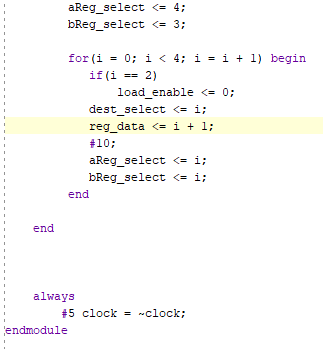 aReg_select <= 4;
bReg_select <= 3;
for(i = 0; i < 4; i = i + 1) begin
if(i == 2)
load_enable <= 0;
dest_select <= i;
reg_data <= i + 1;
#10;
aReg_select <= i;
bReg_select <= i;
end
end
always
#5 clock = ~clock;
endmodule